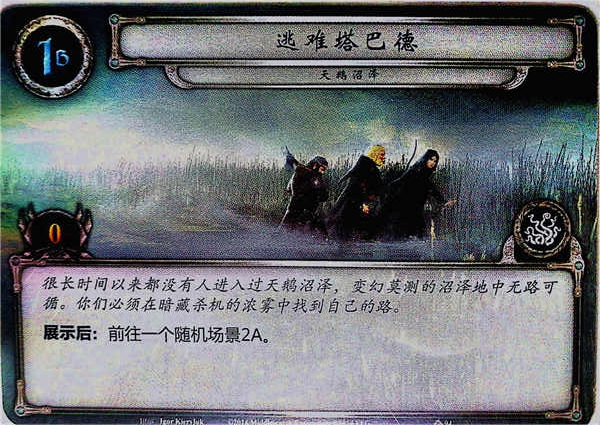 1B
逃难塔巴德
天鹅沼泽
0
很长时间以来都没有人进入过天鹅沼泽，变幻莫测的沼泽地中无路可
循。你们必须在暗藏杀机的浓雾中找到自己的路。
展示后：前往一个随机场景2A。
Igor Kieryluk